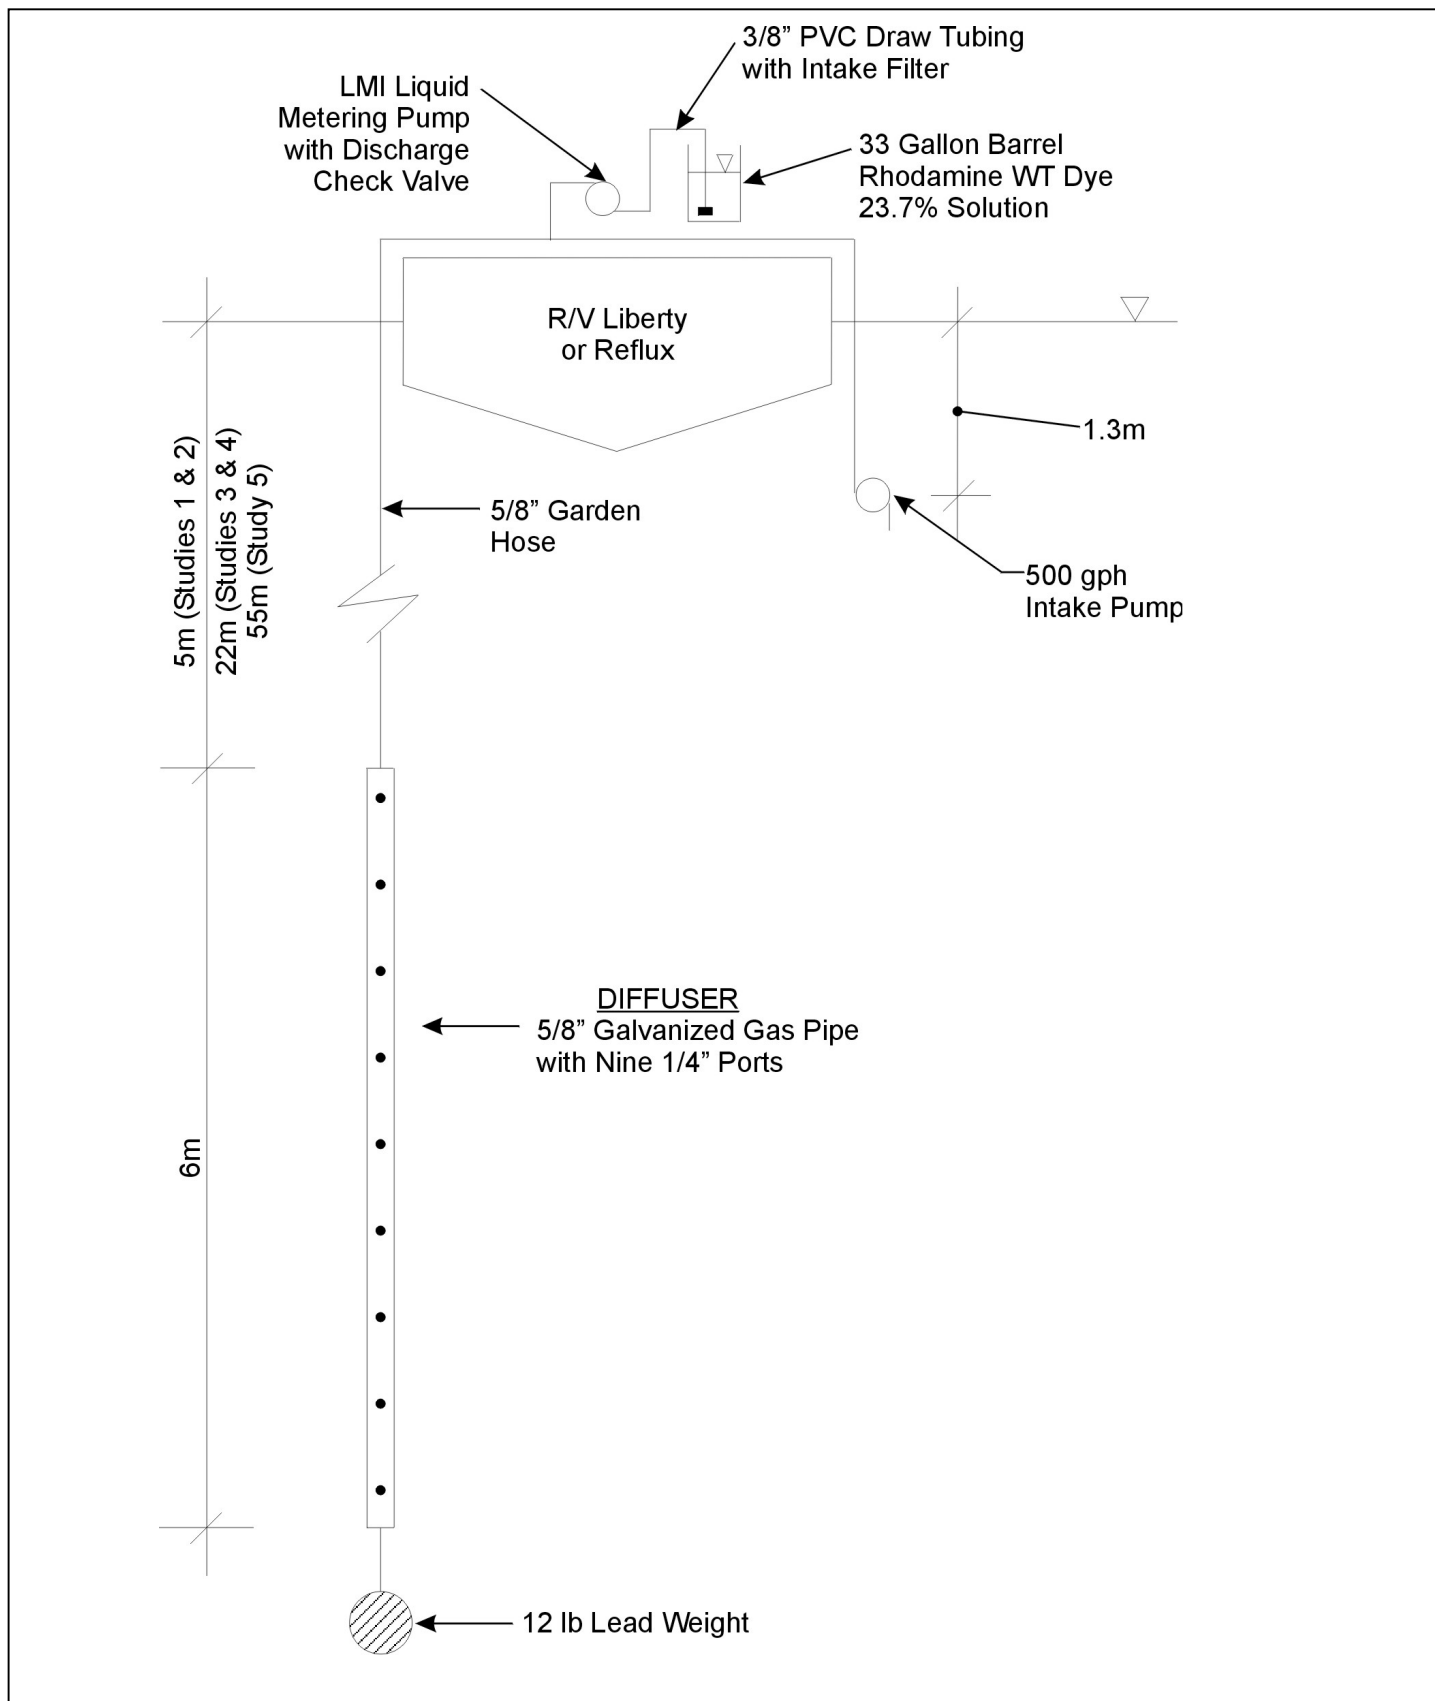 3/8” PVC Draw Tubing
with Intake Filter
LMI Liquid
Metering Pump
with Discharge
Check Valve
33 Gallon Barrel
Rhodamine WT Dye
23.7% Solution
R/V Liberty
or Reflux
1.3m
5m (Studies 1 & 2)
22m (Studies 3 & 4)
55m (Study 5)
5/8” Garden
Hose
500 gph
Intake Pump
DIFFUSER
5/8” Galvanized Gas Pipe
with Nine 1/4” Ports
6m
12 lb Lead Weight